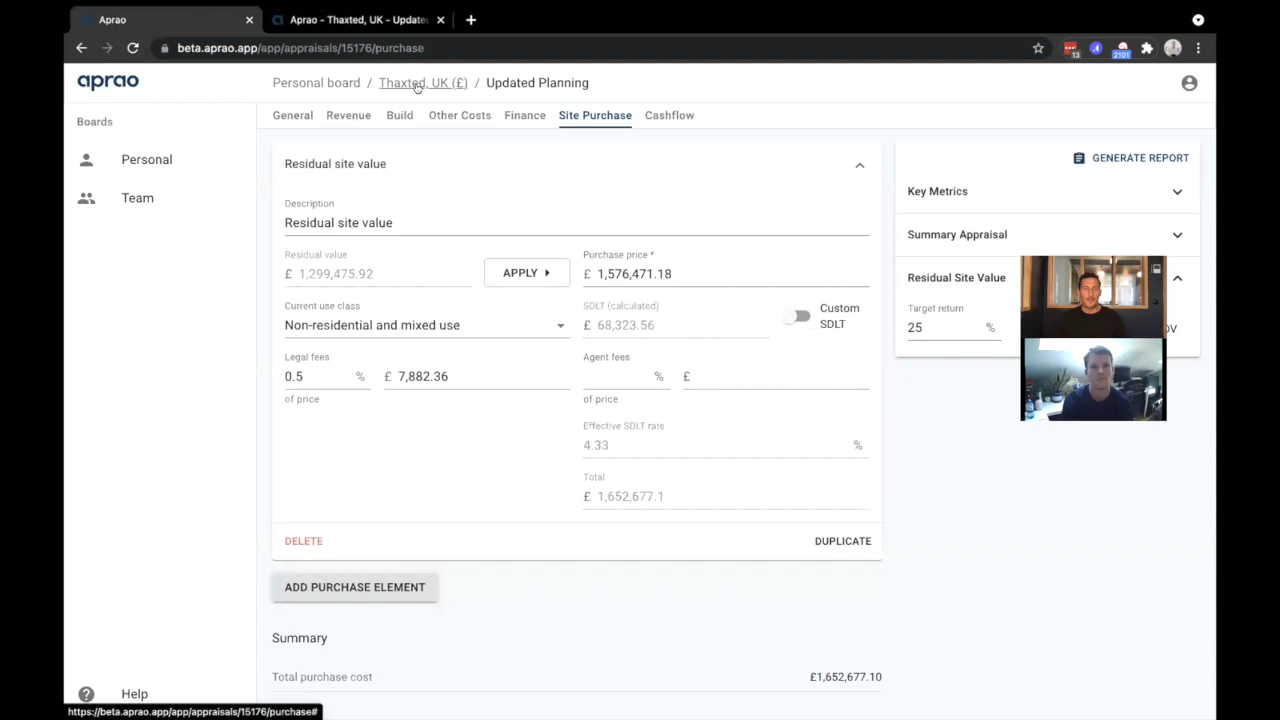 Aprao
Aprao - Thaxted, UK - Update
beta.aprao.app/app/appraisals/15176/purchase
13
2101
aprao
Personal board / Thaxted, UK (£) / Updated Planning
Boards
Personal
Team
General Revenue Build Other Costs Finance Site Purchase Cashflow
Residual site value
Description
Residual site value
Residual value
£ 1,299,475.92
APPLY
Purchase price *
£ 1,576,471.18
Current use class
Non-residential and mixed use
SDLT (calculated)
£ 68,323.56
Custom
SDLT
Legal fees
0.5 %
£ 7,882.36
of price
Agent fees
% £
of price
Effective SDLT rate
4.33 %
Total
£ 1,652,677.1
DELETE
DUPLICATE
ADD PURCHASE ELEMENT
Summary
Total purchase cost £1,652,677.10
GENERATE REPORT
Key Metrics
Summary Appraisal
Residual Site Value
Target return
25 %
Help
https://beta.aprao.app/app/appraisals/15176/purchase#